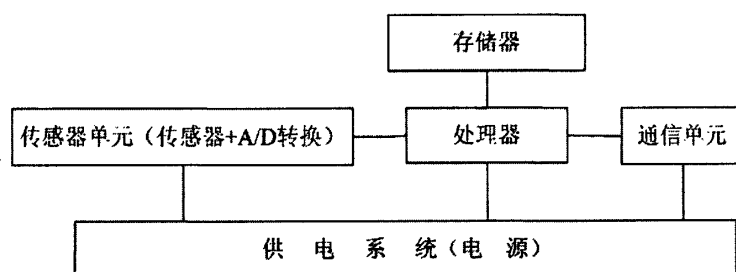 存储器
传感器单元（传感器+A/D转换）
处理器
通信单元
供 电 系 统（电 源）